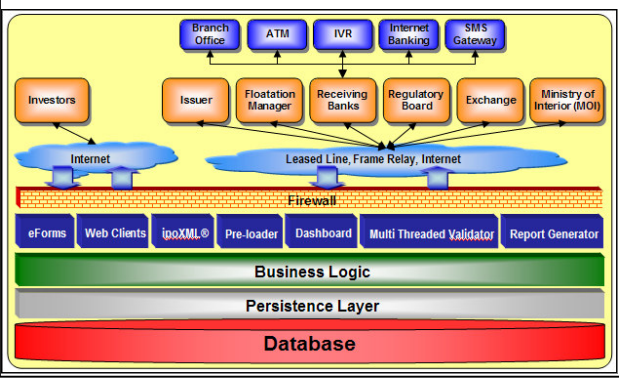 Branch
Office
ATM
IVR
Internet
Banking
SMS
Gateway
Investors
Issuer
Floatation
Manager
Receiving
Banks
Regulatory
Board
Exchange
Ministry of
Interior (MOI)
Internet
Leased Line, Frame Relay, Internet
Firewall
eForms
Web Clients
ipoXML®
Pre-loader
Dashboard
Multi Threaded Validator
Report Generator
Business Logic
Persistence Layer
Database